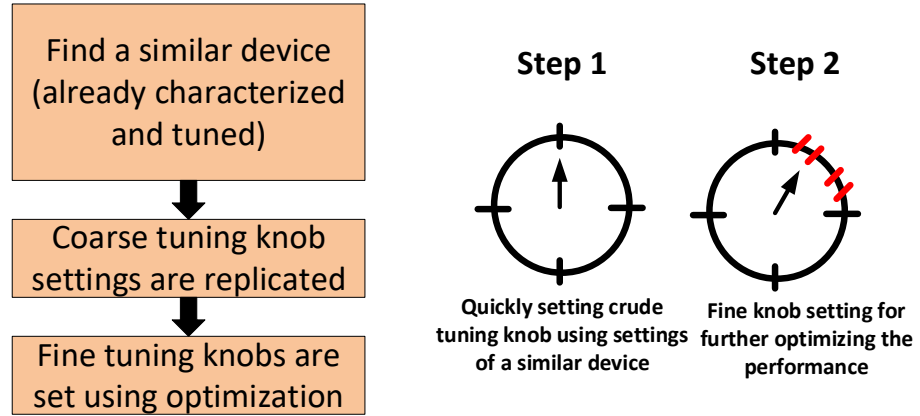 Find a similar device
(already characterized
and tuned)
Coarse tuning knob
settings are replicated
Fine tuning knobs are
set using optimization
Step 1
Quickly setting crude
tuning knob using settings
of a similar device
Step 2
Fine knob setting for
further optimizing the
performance